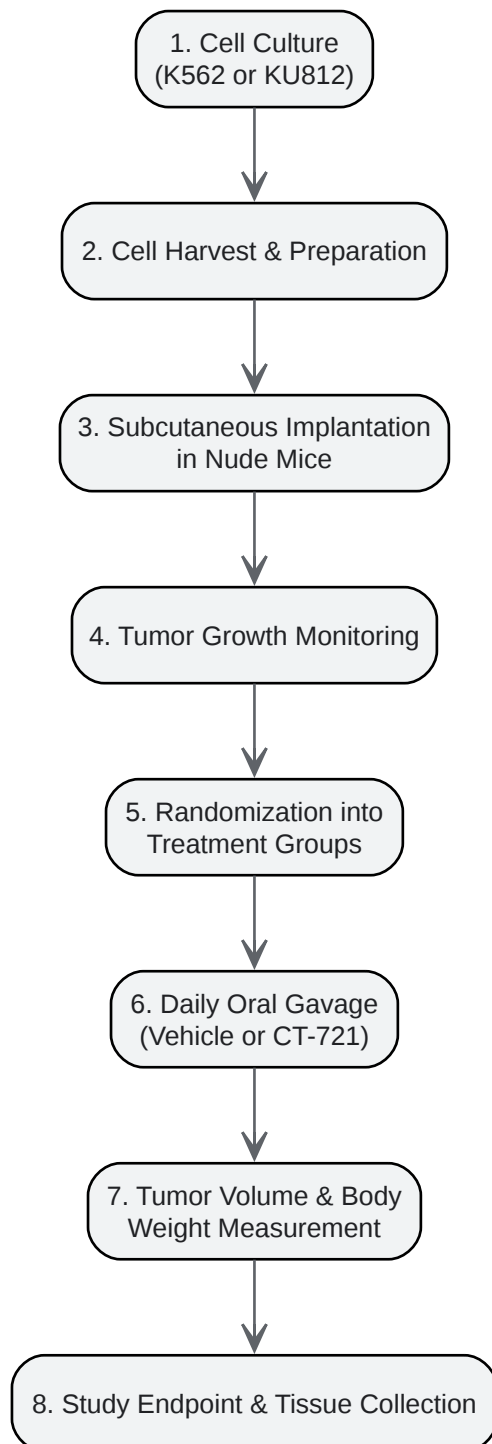 1. Cell Culture
(K562 or KU812)
2. Cell Harvest & Preparation
3. Subcutaneous Implantation
in Nude Mice
4. Tumor Growth Monitoring
5. Randomization into
Treatment Groups
6. Daily Oral Gavage
(Vehicle or CT-721)
7. Tumor Volume & Body
Weight Measurement
8. Study Endpoint & Tissue Collection